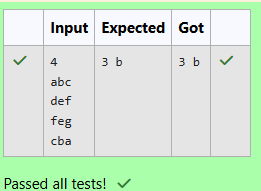 Input Expected Got
4 3 b 3 b
abc
def
feg
cba
Passed all tests!